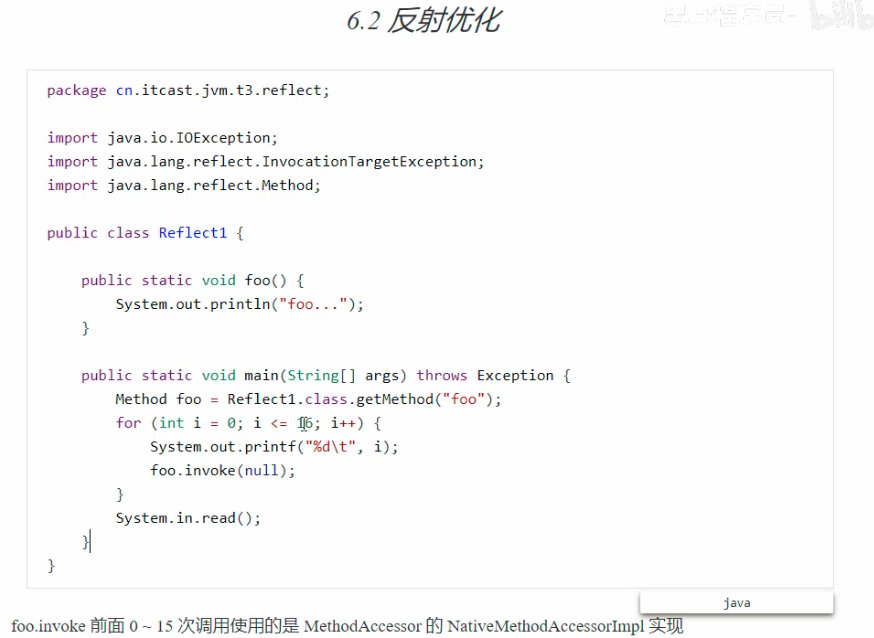 6.2 反射优化
package cn.itcast.jvm.t3.reflect;
import java.io.IOException;
import java.lang.reflect.InvocationTargetException;
import java.lang.reflect.Method;
public class Reflect1 {
public static void foo() {
System.out.println("foo...");
}
public static void main(String[] args) throws Exception {
Method foo = Reflect1.class.getMethod("foo");
for (int i = 0; i <= 16; i++) {
System.out.printf("%d\t", i);
foo.invoke(null);
}
System.in.read();
}
}
java
foo.invoke 前面 0 ~ 15 次调用使用的是 MethodAccessor 的 NativeMethodAccessorImpl 实现